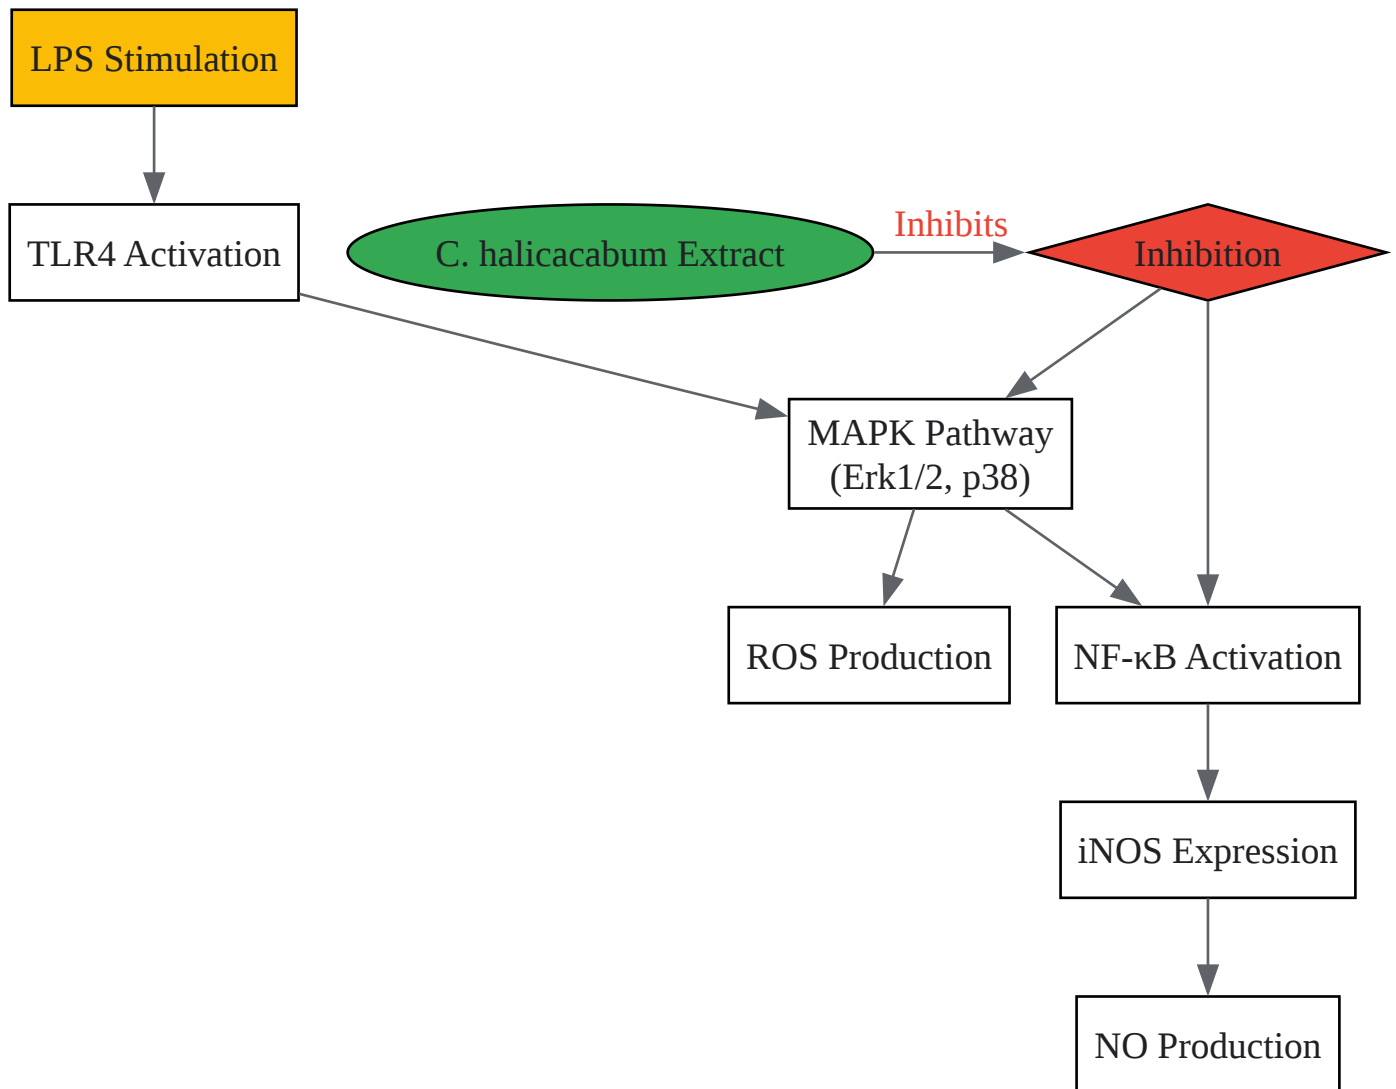 LPS Stimulation
TLR4 Activation
C. halicacabum Extract
Inhibits
Inhibition
MAPK Pathway
(Erk1/2, p38)
ROS Production
NF-κB Activation
iNOS Expression
NO Production